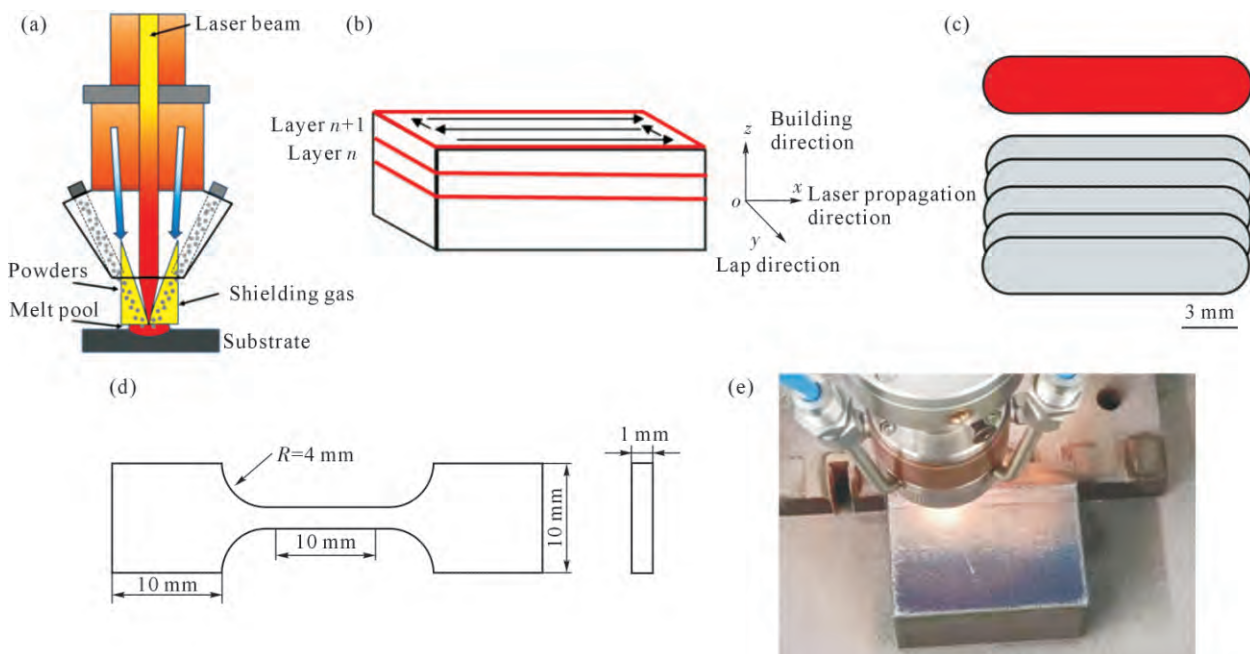 (a)
Laser beam
Powders
Melt pool
Shielding gas
Substrate
(b)
Layer n+1
Layer n
z
Building
direction
x
Laser propagation
direction
o
y
Lap direction
(c)
3 mm
(d)
R=4 mm
10 mm
10 mm
10 mm
1 mm
(e)